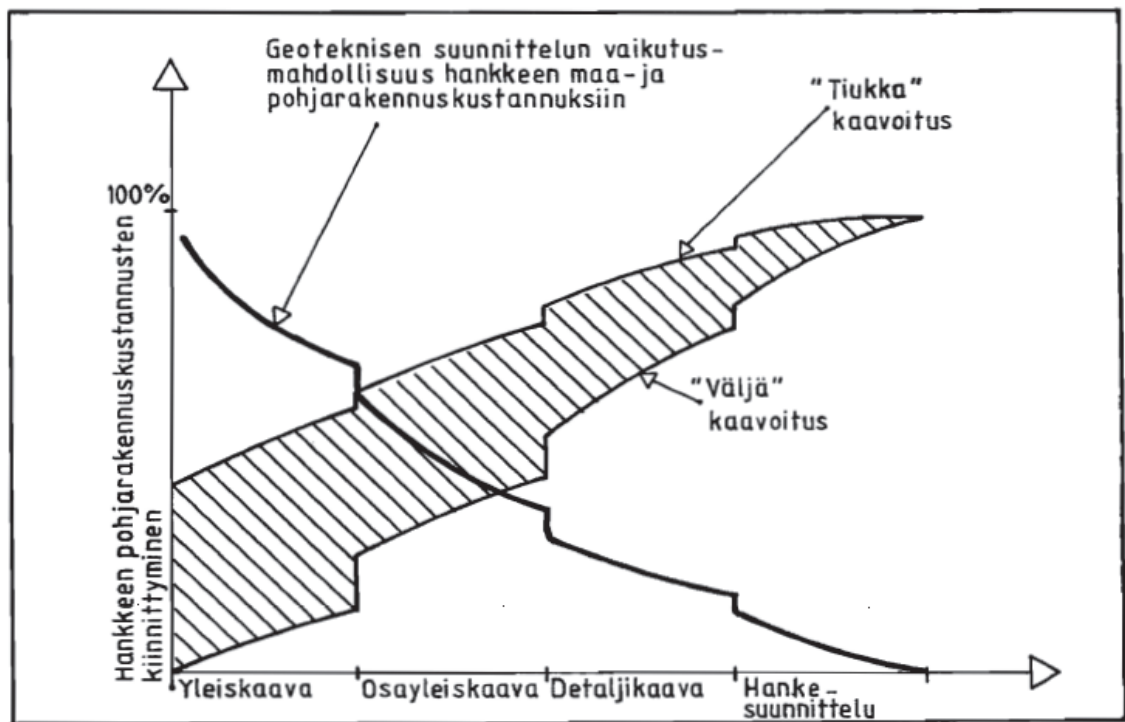 Geoteknisen suunnittelun vaikutus-
mahdollisuus hankkeen maa-ja
pohjarakennuskustannuksiin
"Tiukka"
kaavoitus
100%
Hankkeen pohjarakennuskustannusten
kiinnittyminen
"Väljä"
kaavoitus
Yleiskaava
Osayleiskaava
Detaljikaava
Hanke-
suunnittelu